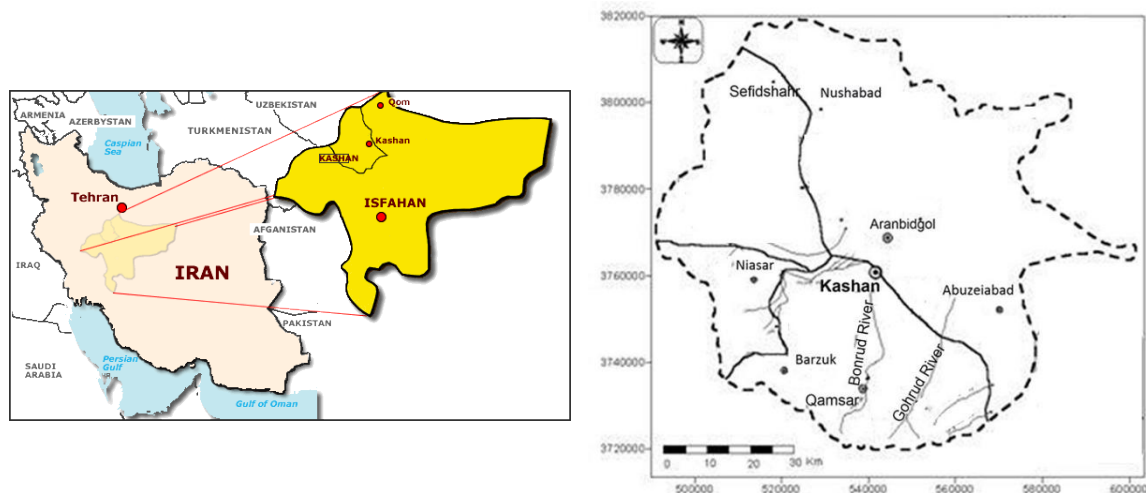 UZBEKISTAN
Qom
ARMENIA
AZERBYSTAN
TURKMENISTAN
Caspian
Sea
Kashan
KASHAN
Tehran
ISFAHAN
AFGANISTAN
IRAQ
IRAN
PAKISTAN
SAUDI
ARABIA
Persian
Gulf
Gulf of Oman
3820000
3800000
3780000
3760000
3740000
3720000
Sefidshahr
Nushabad
Aranbidgol
Niasar
Kashan
Abuzeiabad
Barzuk
Bonrud River
Gohrud River
Qamsar
0 10 20 30 Km
500000 520000 540000 560000 580000 600000